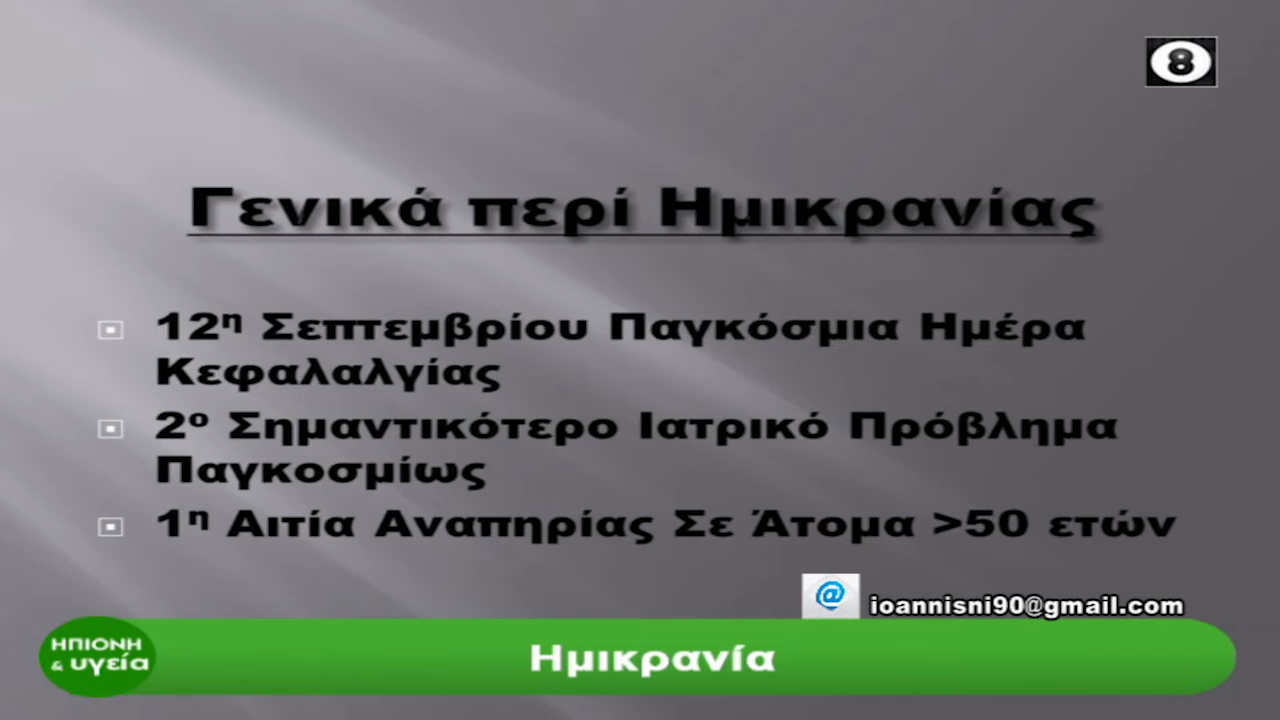 8
Γενικά περί Ημικρανίας
12η Σεπτεμβρίου Παγκόσμια Ημέρα
Κεφαλαλγίας
2ο Σημαντικότερο Ιατρικό Πρόβλημα
Παγκοσμίως
1η Αιτία Αναπηρίας Σε Άτομα >50 ετών
@ ioannisni90@gmail.com
ΗΠΙΟΝΗ
& υγεία
Ημικρανία